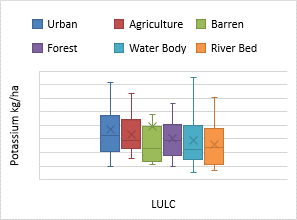 Urban Agriculture Barren
Forest Water Body River Bed
Potassium kg/ha
LULC